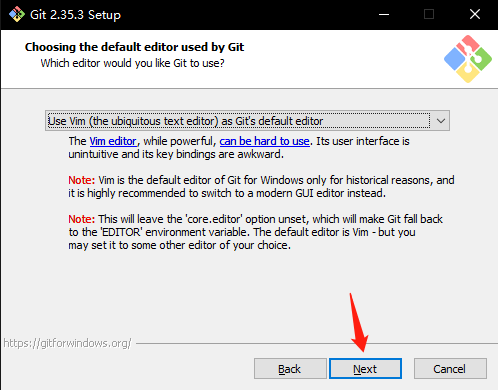 Git 2.35.3 Setup
Choosing the default editor used by Git
Which editor would you like Git to use?
Use Vim (the ubiquitous text editor) as Git's default editor
The Vim editor, while powerful, can be hard to use. Its user interface is
unintuitive and its key bindings are awkward.
Note: Vim is the default editor of Git for Windows only for historical reasons, and
it is highly recommended to switch to a modern GUI editor instead.
Note: This will leave the 'core.editor' option unset, which will make Git fall back
to the 'EDITOR' environment variable. The default editor is Vim - but you
may set it to some other editor of your choice.
https://gitforwindows.org/
Back
Next
Cancel